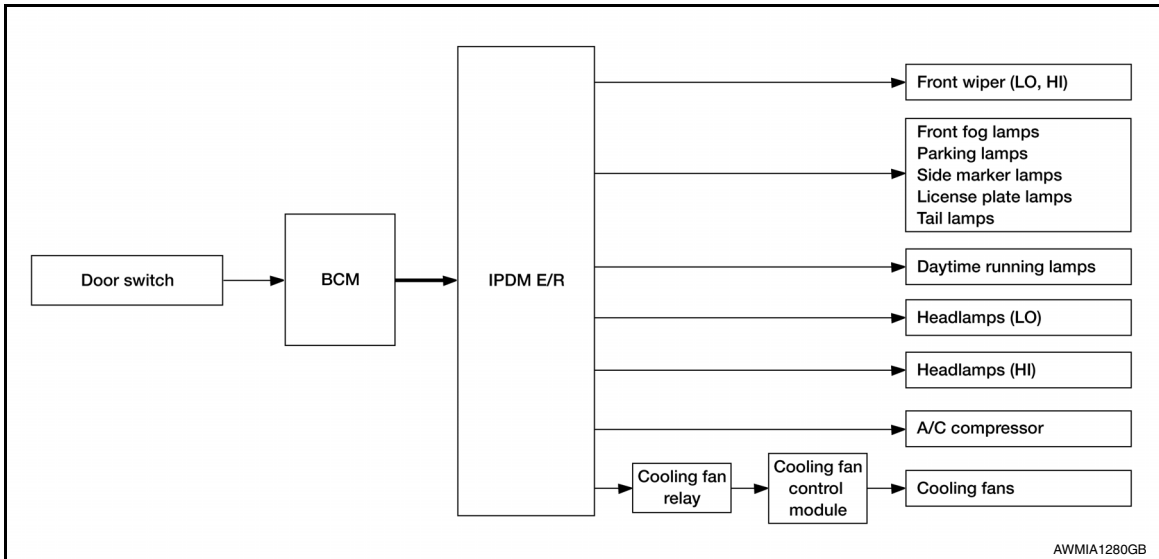 Door switch
BCM
IPDM E/R
Front wiper (LO, HI)
Front fog lamps
Parking lamps
Side marker lamps
License plate lamps
Tail lamps
Daytime running lamps
Headlamps (LO)
Headlamps (HI)
A/C compressor
Cooling fan
relay
Cooling fan
control
module
Cooling fans
AWMIA1280GB